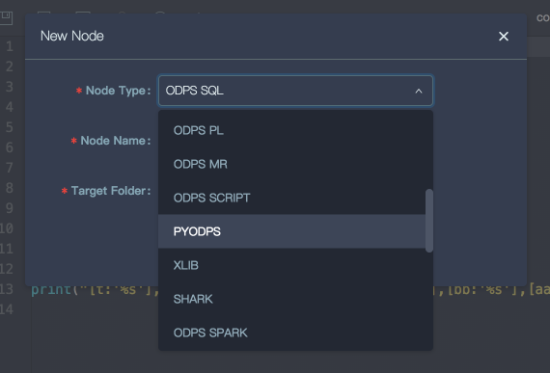 13
co
New Node
1
2
3
* Node Type:
ODPS SQL
4
ODPS PL
5
* Node Name:
6
ODPS MR
7
8
* Target Folder:
ODPS SCRIPT
9
10
PYODPS
11
12
XLIB
13
print("[t:'%s'],
],[bb:'%s'],[aa
14
SHARK
ODPS SPARK